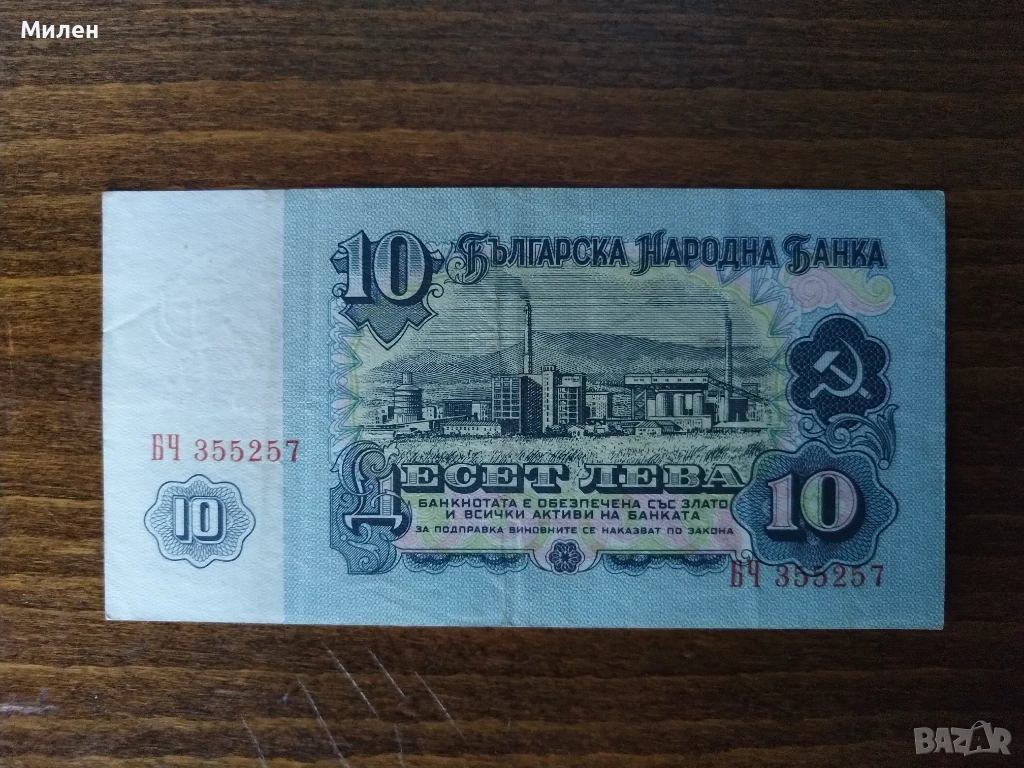 Милен
10 Българска Народна Банка
БЧ 355257
Десет лева
10
БАНКНОТАТА Е ОБЕЗПЕЧЕНА СЪС ЗЛАТО
И ВСИЧКИ АКТИВИ НА БАНКАТА
ЗА ПОДПРАВКА ВИНОВНИТЕ СЕ НАКАЗВАТ ПО ЗАКОНА
10
БЧ 355257
BAZAR